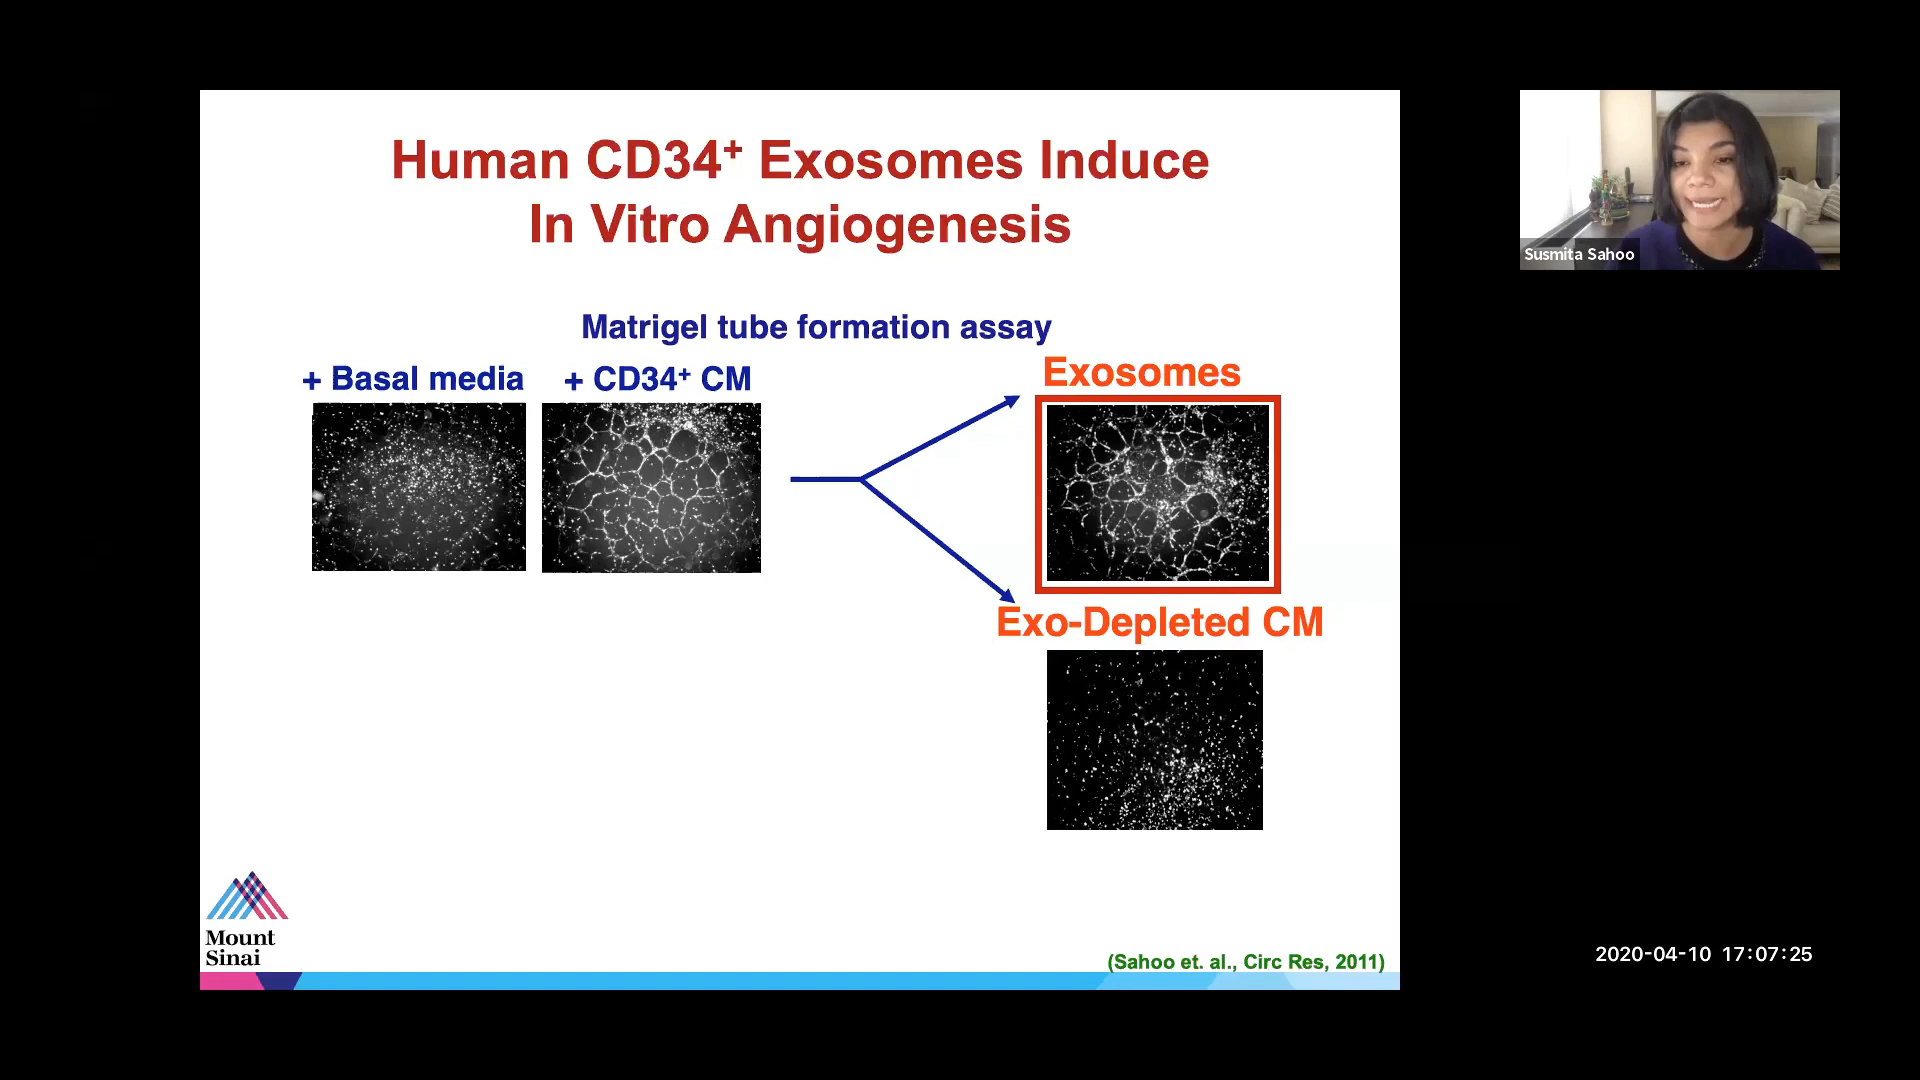 Human CD34⁺ Exosomes Induce
In Vitro Angiogenesis
Matrigel tube formation assay
+ Basal media
+ CD34⁺ CM
Exosomes
Exo-Depleted CM
Mount
Sinai
(Sahoo et. al., Circ Res, 2011)
Susmita Sahoo
2020-04-10 17:07:25